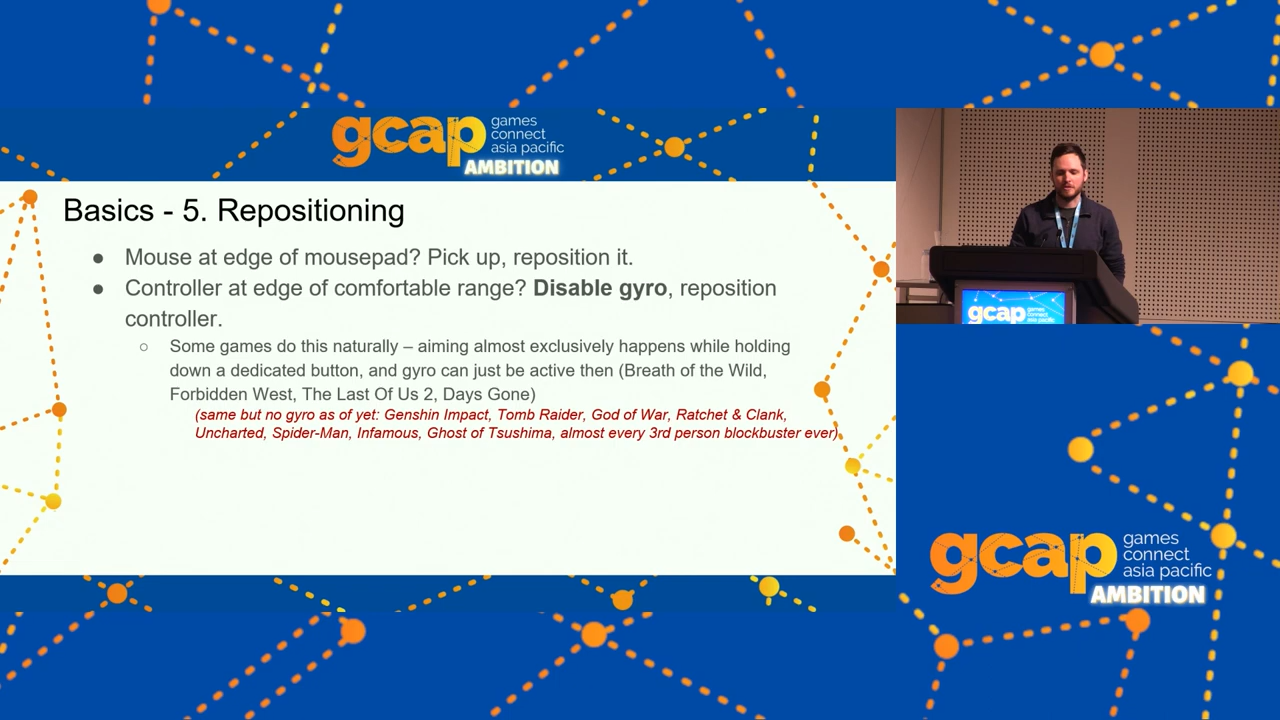 gcap games
connect
asia pacific
AMBITION
Basics - 5. Repositioning
● Mouse at edge of mousepad? Pick up, reposition it.
● Controller at edge of comfortable range? Disable gyro, reposition
controller.
○ Some games do this naturally – aiming almost exclusively happens while holding
down a dedicated button, and gyro can just be active then (Breath of the Wild,
Forbidden West, The Last Of Us 2, Days Gone)
(same but no gyro as of yet: Genshin Impact, Tomb Raider, God of War, Ratchet & Clank,
Uncharted, Spider-Man, Infamous, Ghost of Tsushima, almost every 3rd person blockbuster ever)
gcap games
connect
asia pacific
gcap games
connect
asia pacific
AMBITION